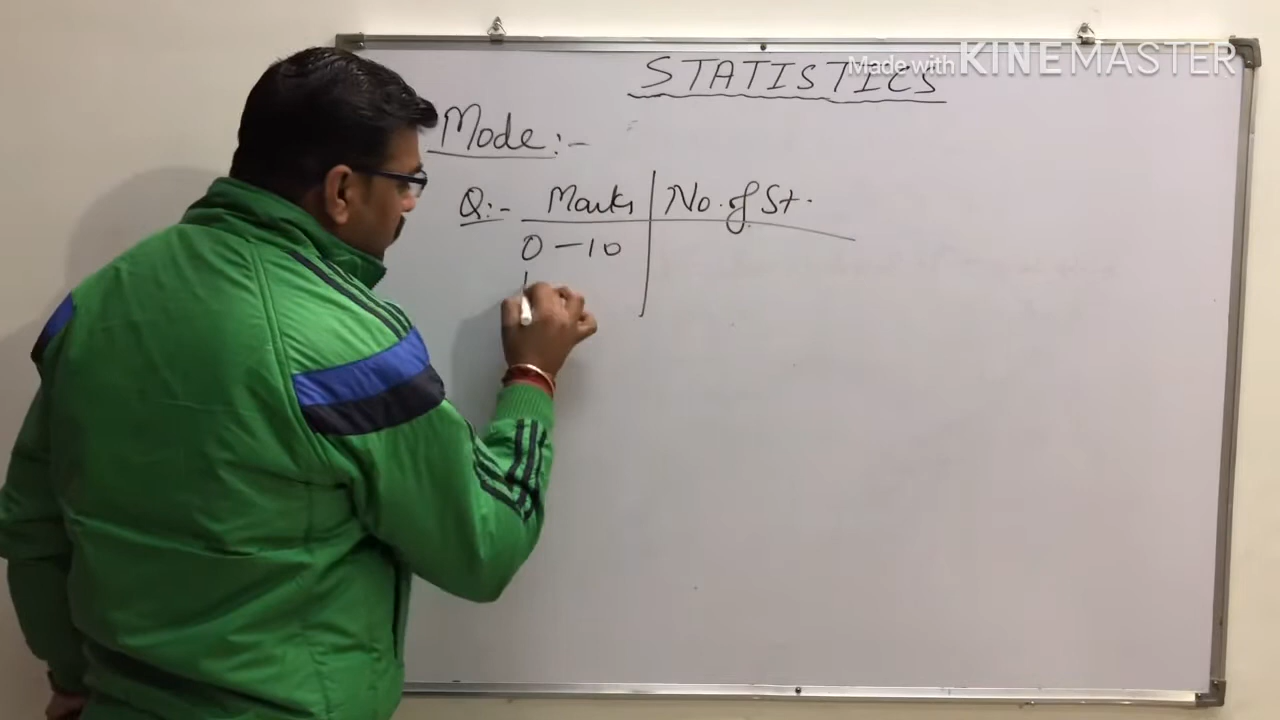 Made with KINEMASTER
STATISTICS
Mode:-
Q:- Marks | No. of St.
0-10